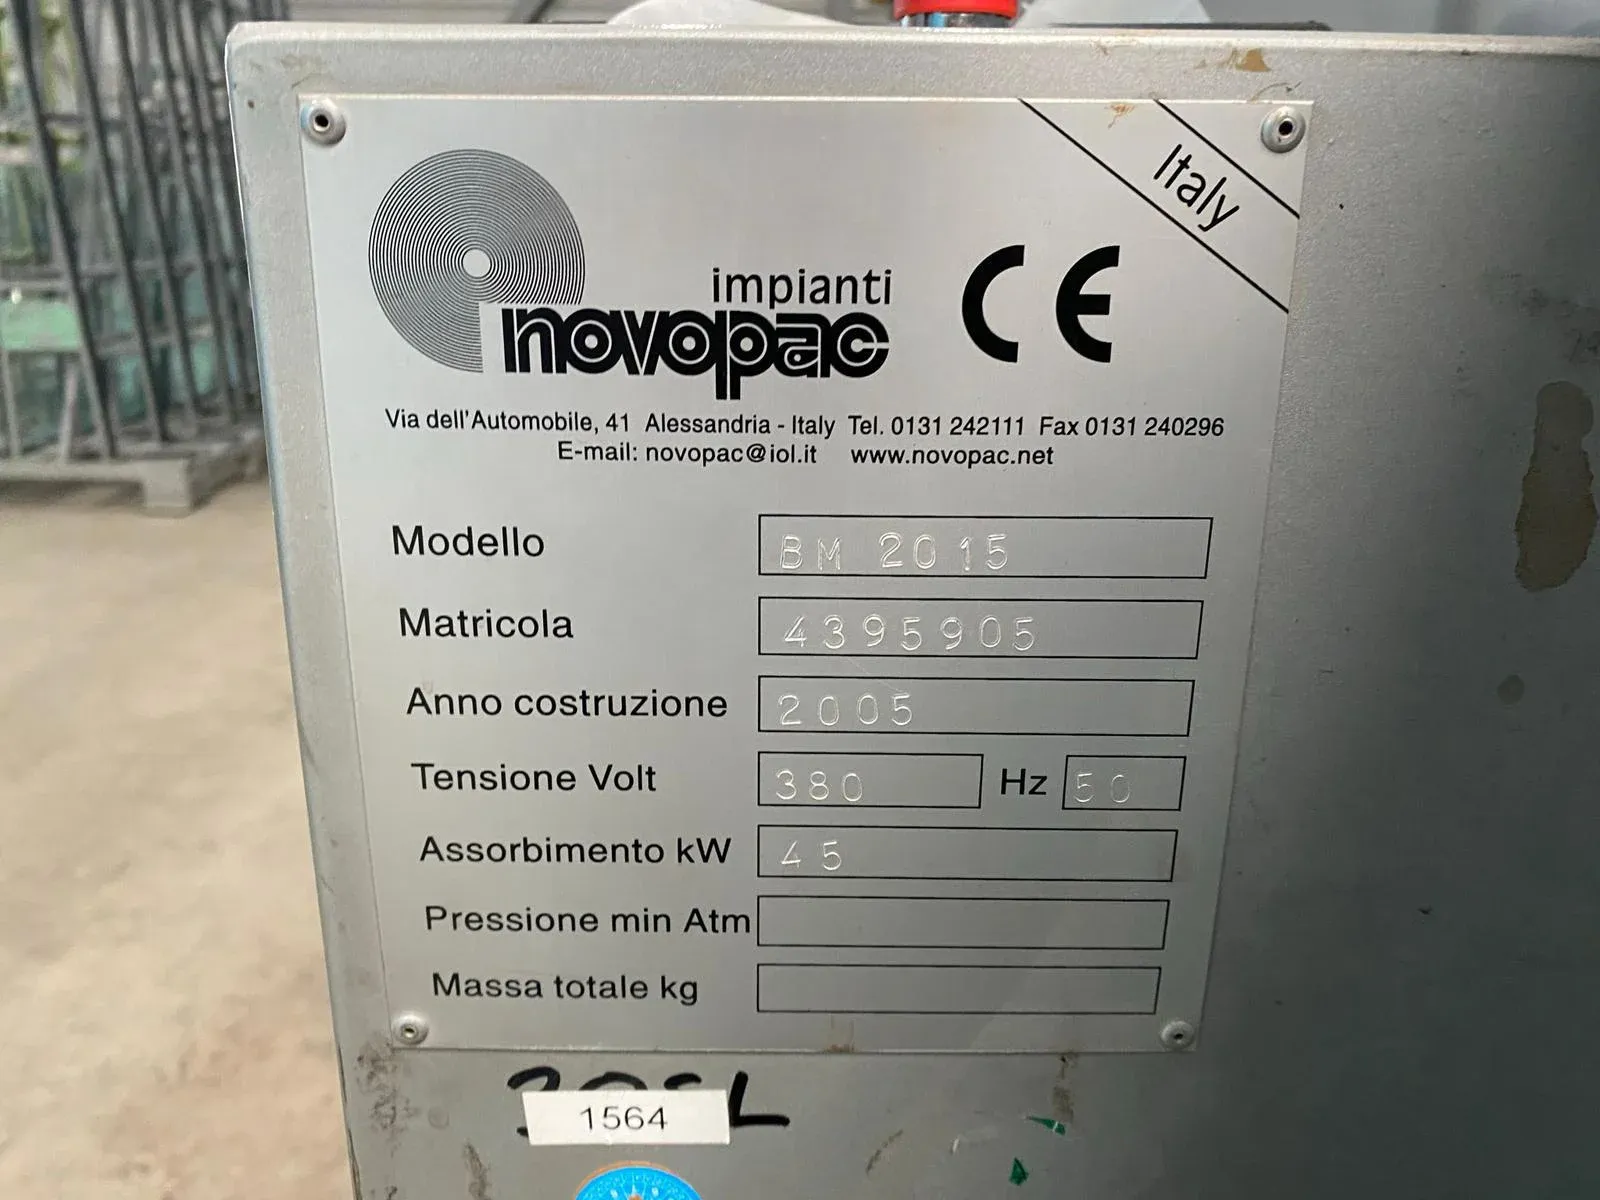 Italy
impianti
novopac
CE
Via dell'Automobile, 41 Alessandria - Italy Tel. 0131 242111 Fax 0131 240296
E-mail: novopac@iol.it www.novopac.net
Modello BM 2015
Matricola 4395905
Anno costruzione 2005
Tensione Volt 380 Hz 50
Assorbimento kW 45
Pressione min Atm
Massa totale kg
1564